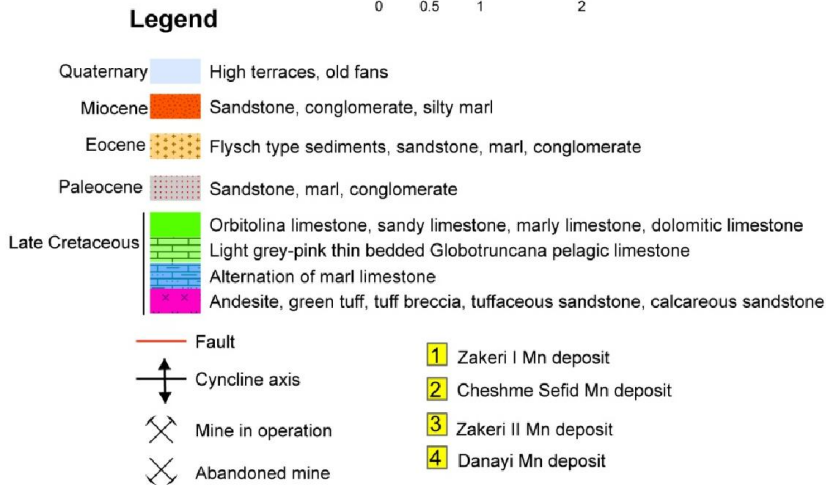 0 0.5 1 2
Legend
Quaternary High terraces, old fans
Miocene Sandstone, conglomerate, silty marl
Eocene Flysch type sediments, sandstone, marl, conglomerate
Paleocene Sandstone, marl, conglomerate
Late Cretaceous
Orbitolina limestone, sandy limestone, marly limestone, dolomitic limestone
Light grey-pink thin bedded Globotruncana pelagic limestone
Alternation of marl limestone
Andesite, green tuff, tuff breccia, tuffaceous sandstone, calcareous sandstone
Fault
Cyncline axis
Mine in operation
Abandoned mine
1 Zakeri I Mn deposit
2 Cheshme Sefid Mn deposit
3 Zakeri II Mn deposit
4 Danayi Mn deposit